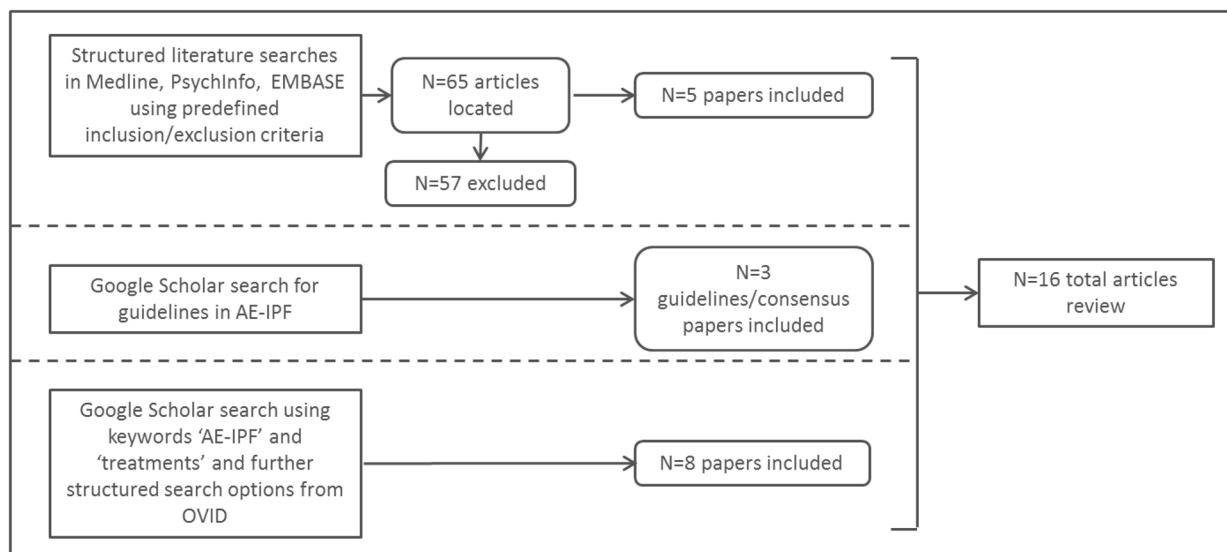 Structured literature searches
in Medline, PsychInfo, EMBASE
using predefined
inclusion/exclusion criteria
N=65 articles
located
N=5 papers included
N=57 excluded
Google Scholar search for
guidelines in AE-IPF
N=3
guidelines/consensus
papers included
N=16 total articles
review
Google Scholar search using
keywords ‘AE-IPF’ and
‘treatments’ and further
structured search options from
OVID
N=8 papers included